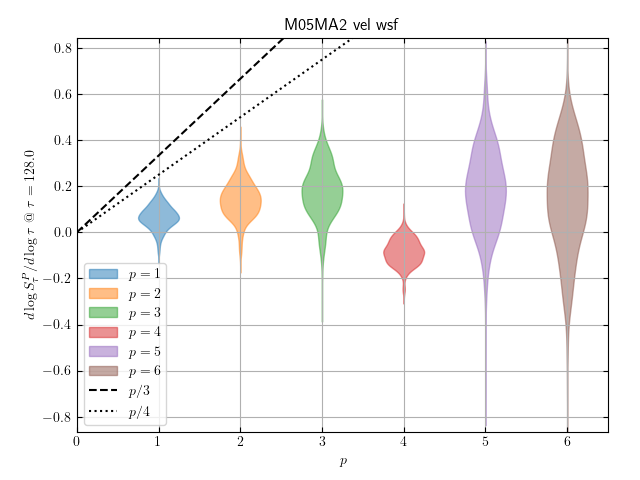 M05MA2 vel wsf
d log S_τ^p / d log τ @ τ = 128.0
0.8
0.6
0.4
0.2
0.0
−0.2
−0.4
−0.6
−0.8
p = 1
p = 2
p = 3
p = 4
p = 5
p = 6
p/3
p/4
0 1 2 3 4 5 6
p